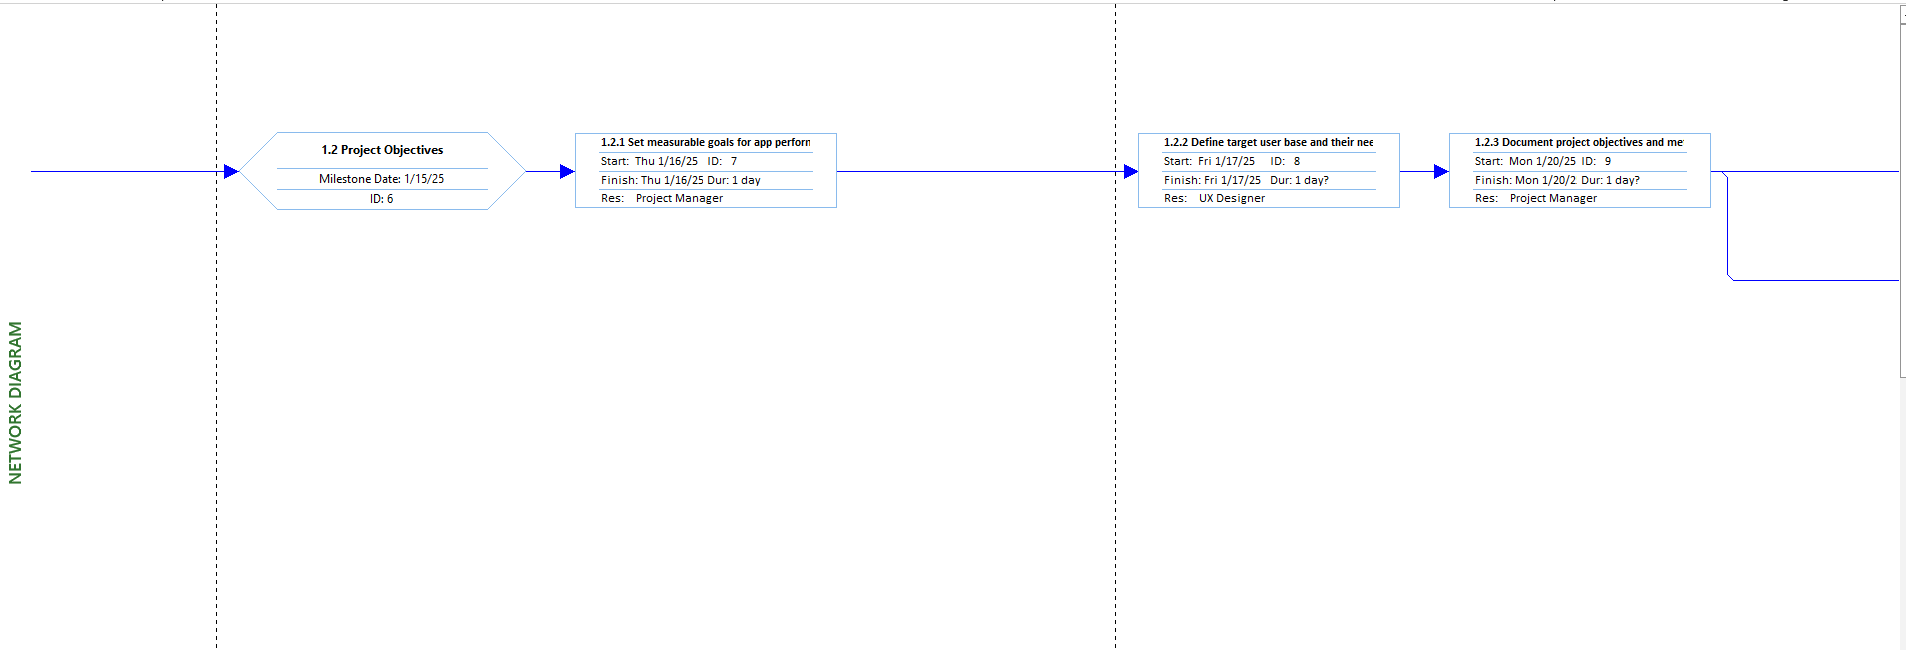 1.2 Project Objectives
Milestone Date: 1/15/25
ID: 6
1.2.1 Set measurable goals for app perforn
Start: Thu 1/16/25 ID: 7
Finish: Thu 1/16/25 Dur: 1 day
Res: Project Manager
1.2.2 Define target user base and their nee
Start: Fri 1/17/25 ID: 8
Finish: Fri 1/17/25 Dur: 1 day?
Res: UX Designer
1.2.3 Document project objectives and me
Start: Mon 1/20/25 ID: 9
Finish: Mon 1/20/2 Dur: 1 day?
Res: Project Manager
NETWORK DIAGRAM